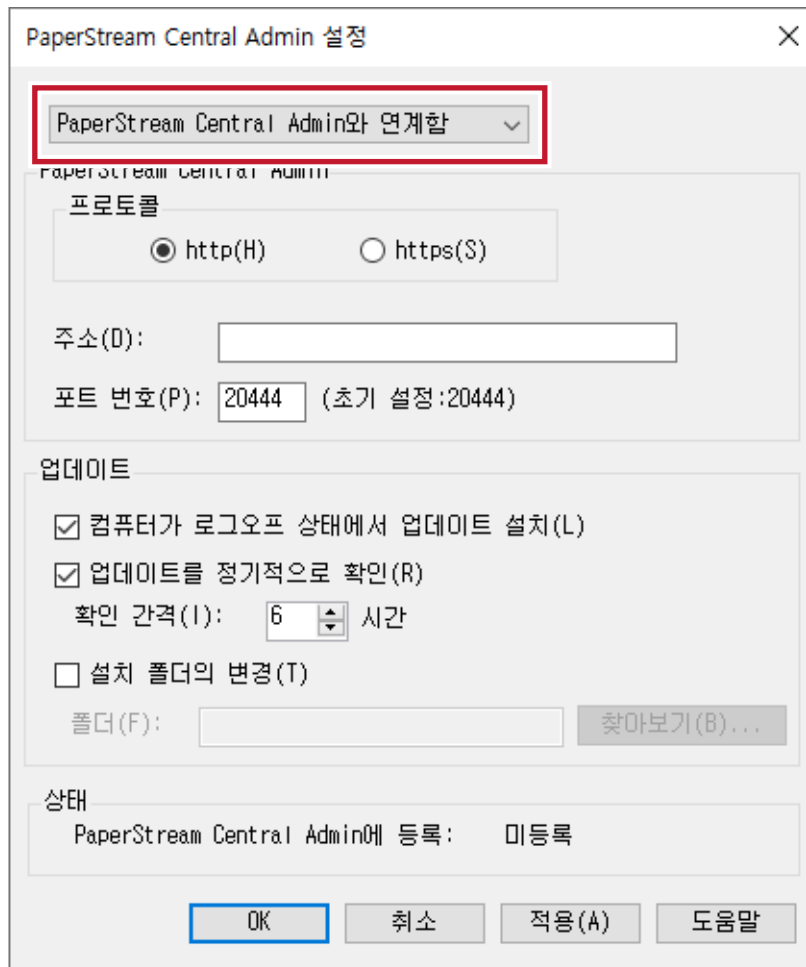 PaperStream Central Admin 설정
PaperStream Central Admin와 연계함
PaperStream Central Admin
프로토콜
http(H) https(S)
주소(D):
포트 번호(P): 20444 (초기 설정:20444)
업데이트
컴퓨터가 로그오프 상태에서 업데이트 설치(L)
업데이트를 정기적으로 확인(R)
확인 간격(I): 6 시간
설치 폴더의 변경(T)
폴더(F): 찾아보기(B)...
상태
PaperStream Central Admin에 등록: 미등록
OK 취소 적용(A) 도움말